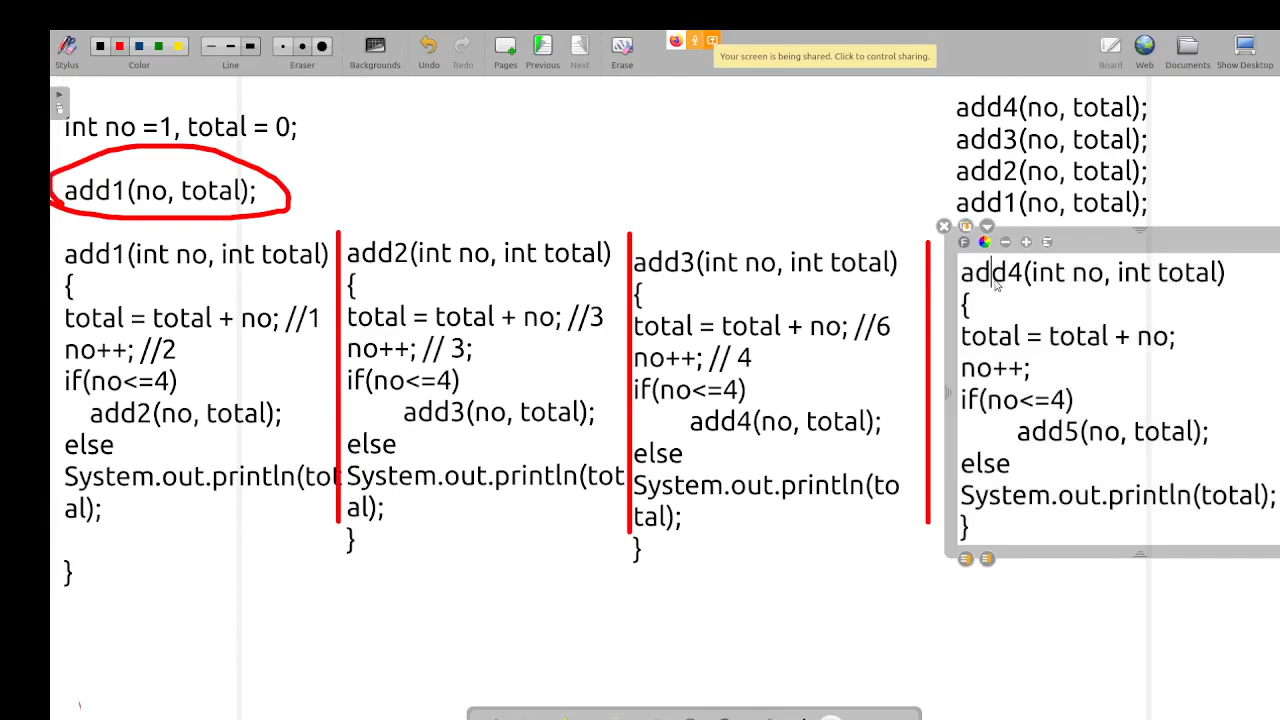 Stylus
Color
Line
Eraser
Backgrounds
Undo
Redo
Pages
Previous
Next
Erase
Your screen is being shared. Click to control sharing.
Board
Web
Documents
Show Desktop
int no =1, total = 0;
add1(no, total);
add4(no, total);
add3(no, total);
add2(no, total);
add1(no, total);
add1(int no, int total)
{
total = total + no; //1
no++; //2
if(no<=4)
add2(no, total);
else
System.out.println(tot
al);
}
add2(int no, int total)
{
total = total + no; //3
no++; // 3;
if(no<=4)
add3(no, total);
else
System.out.println(tot
al);
}
add3(int no, int total)
{
total = total + no; //6
no++; // 4
if(no<=4)
add4(no, total);
else
System.out.println(to
tal);
}
add4(int no, int total)
{
total = total + no;
no++;
if(no<=4)
add5(no, total);
else
System.out.println(total);
}